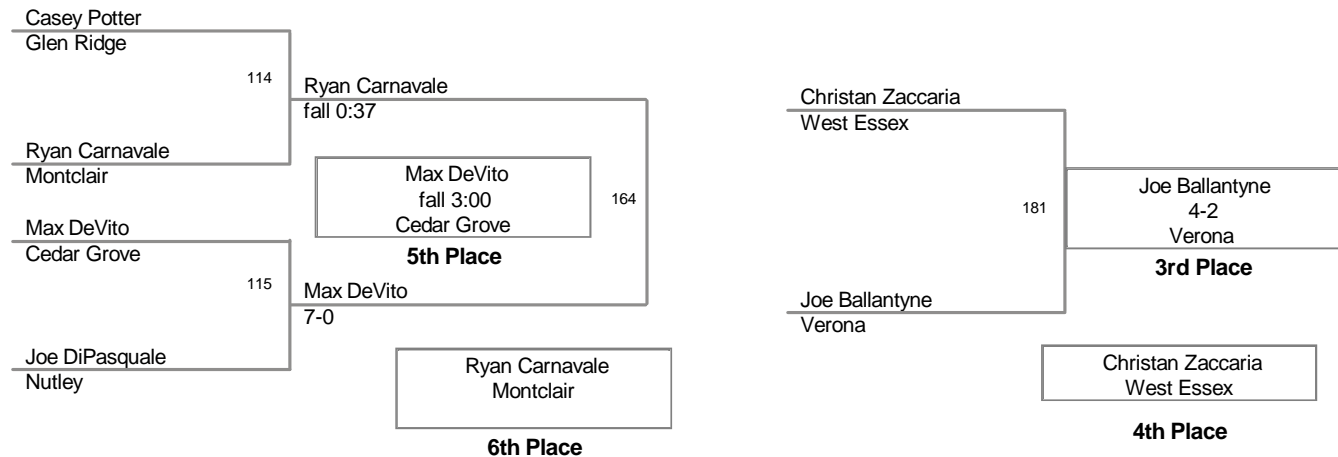 Casey Potter
Glen Ridge
114
Ryan Carnavale
fall 0:37
Ryan Carnavale
Montclair
Max DeVito
fall 3:00
Cedar Grove
5th Place
164
Max DeVito
Cedar Grove
115
Max DeVito
7-0
Joe DiPasquale
Nutley
Ryan Carnavale
Montclair
6th Place
Christan Zaccaria
West Essex
181
Joe Ballantyne
4-2
Verona
3rd Place
Joe Ballantyne
Verona
Christan Zaccaria
West Essex
4th Place